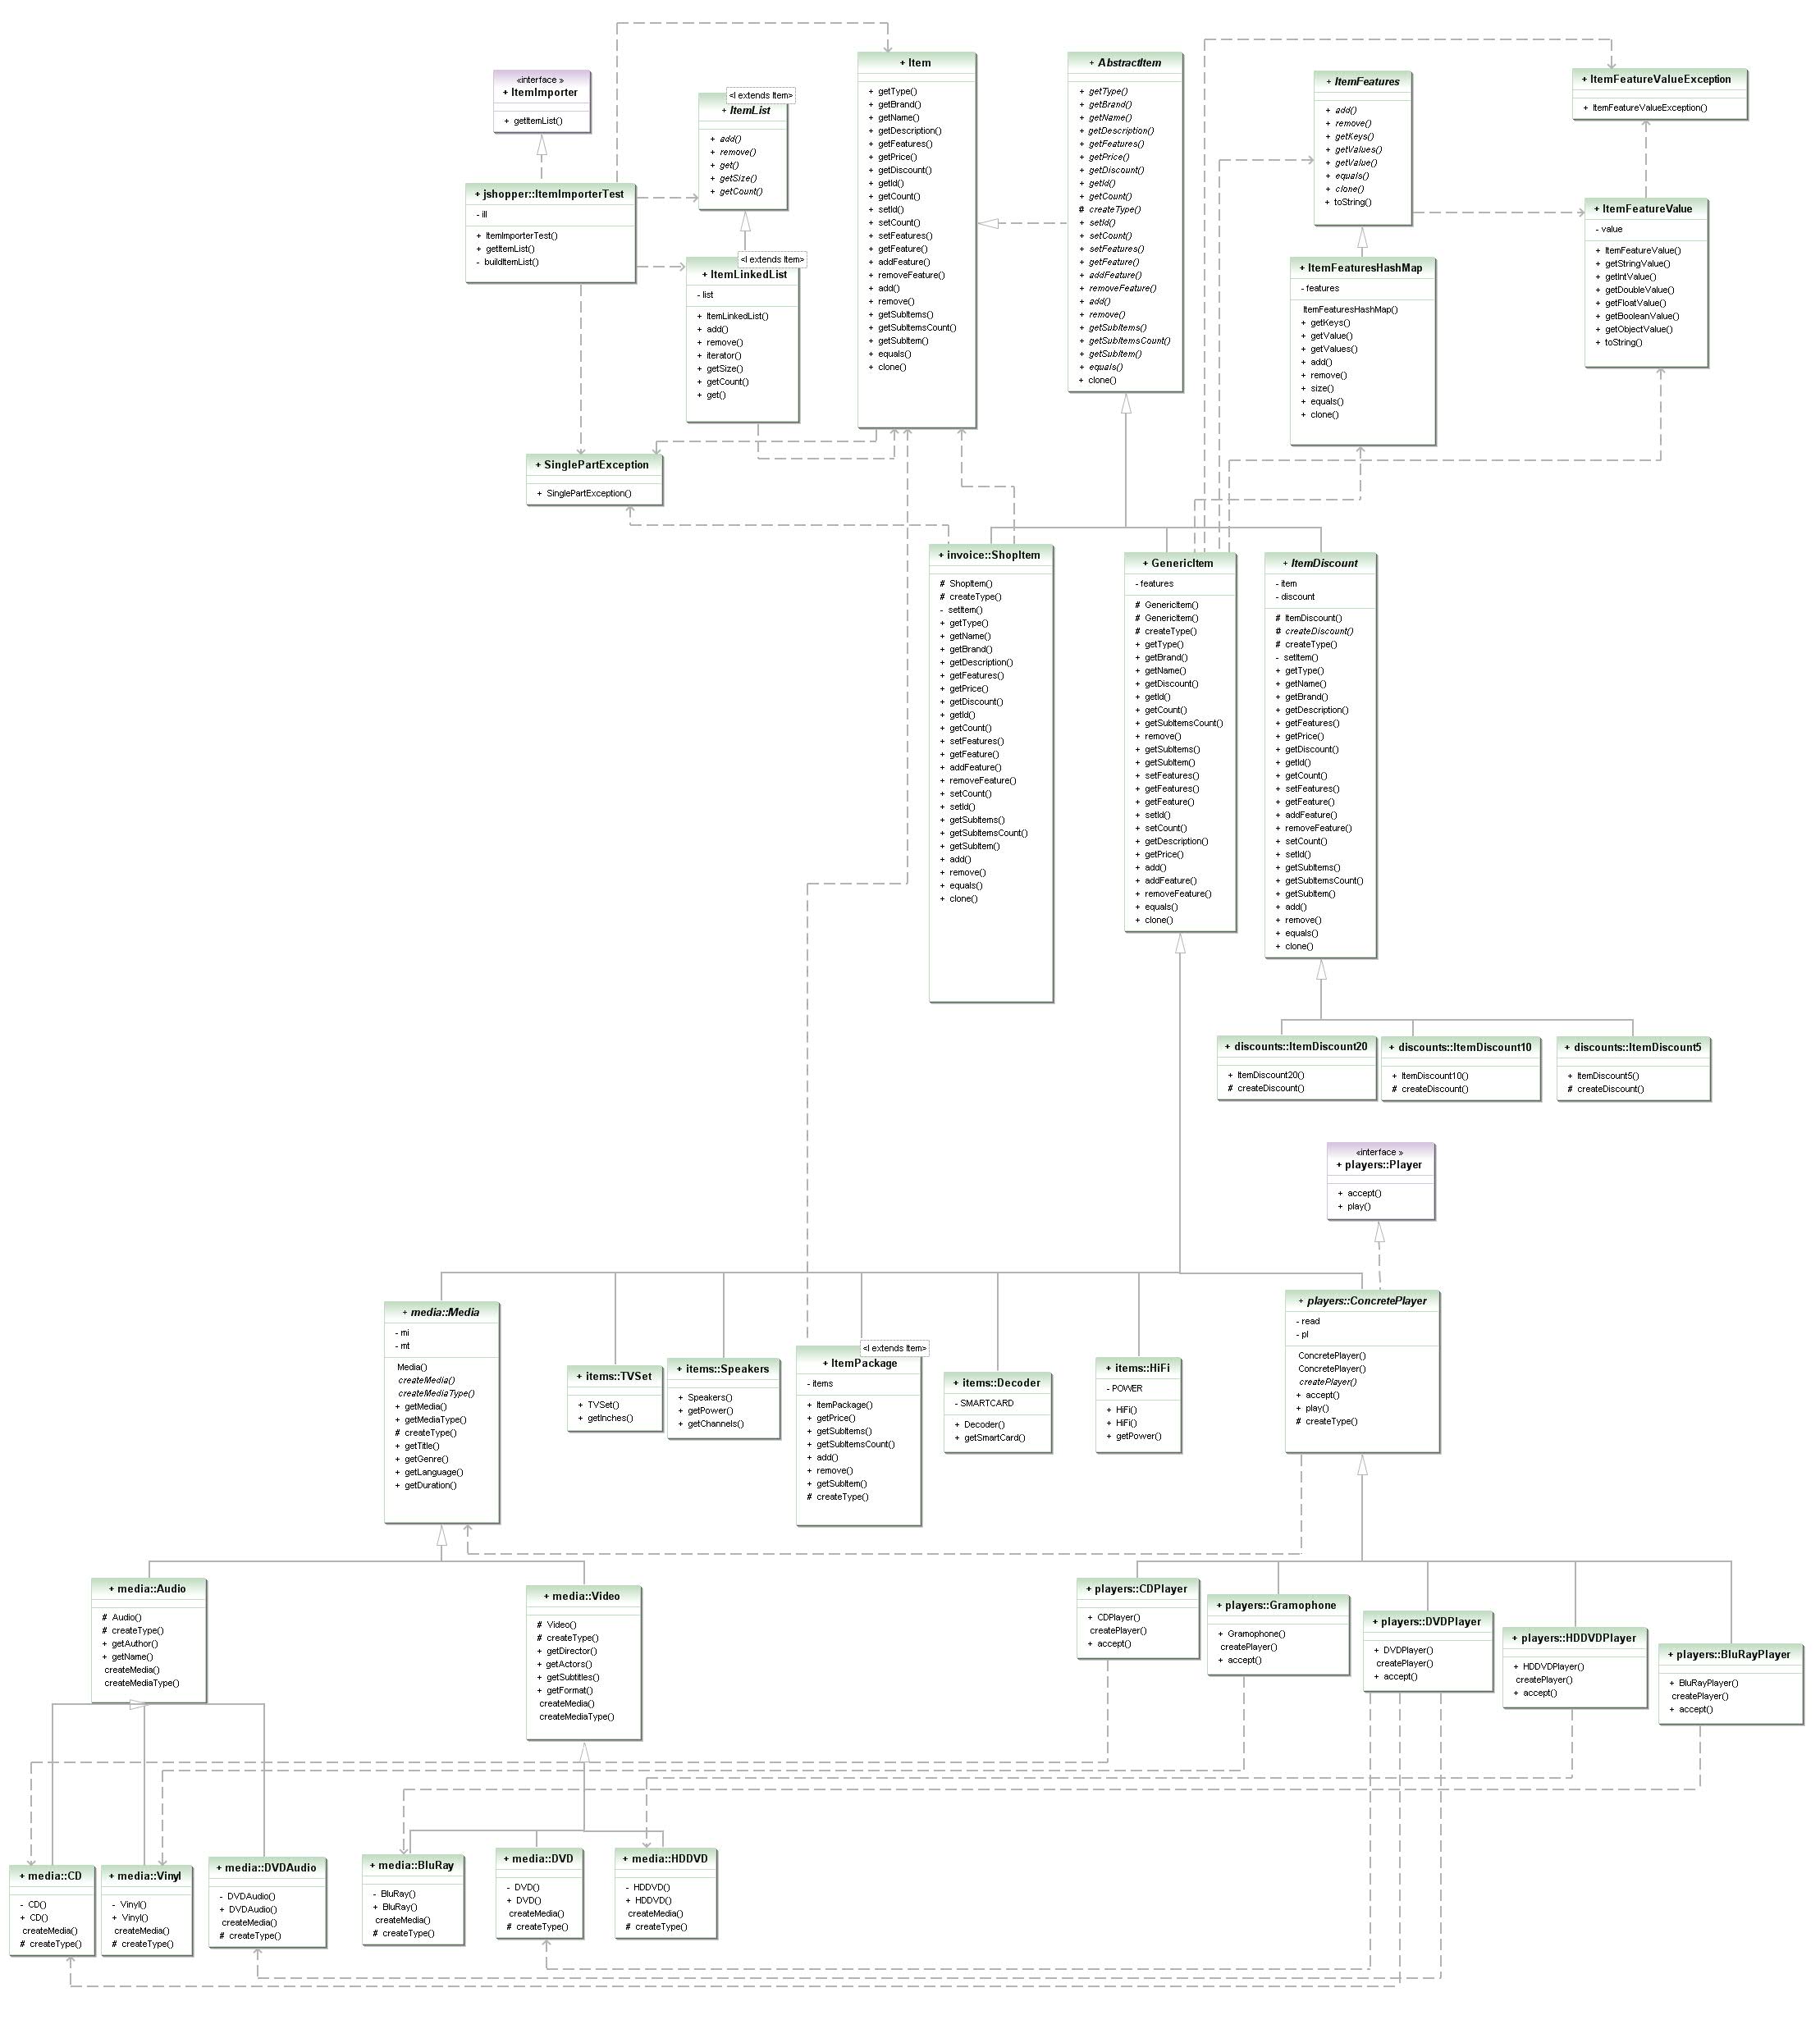 «interface »
+ ItemImporter
+ getItemList()
<I extends Item>
+ ItemList
+ add()
+ remove()
+ get()
+ getSize()
+ getCount()
+ Item
+ getType()
+ getBrand()
+ getName()
+ getDescription()
+ getFeatures()
+ getPrice()
+ getDiscount()
+ getId()
+ getCount()
+ setId()
+ setCount()
+ setFeatures()
+ getFeature()
+ addFeature()
+ removeFeature()
+ add()
+ remove()
+ getSubItems()
+ getSubItemsCount()
+ getSubItem()
+ equals()
+ clone()
+ AbstractItem
+ getType()
+ getBrand()
+ getName()
+ getDescription()
+ getFeatures()
+ getPrice()
+ getDiscount()
+ getId()
+ getCount()
# createType()
+ setId()
+ setCount()
+ setFeatures()
+ getFeature()
+ addFeature()
+ removeFeature()
+ add()
+ remove()
+ getSubItems()
+ getSubItemsCount()
+ getSubItem()
+ equals()
+ clone()
+ ItemFeatures
+ add()
+ remove()
+ getKeys()
+ getValues()
+ getValue()
+ equals()
+ clone()
+ toString()
+ ItemFeatureValueException
+ ItemFeatureValueException()
+ jshopper::ItemImporterTest
- ill
+ ItemImporterTest()
+ getItemList()
- buildItemList()
<I extends Item>
+ ItemLinkedList
- list
+ ItemLinkedList()
+ add()
+ remove()
+ iterator()
+ getSize()
+ getCount()
+ get()
+ ItemFeaturesHashMap
- features
ItemFeaturesHashMap()
+ getKeys()
+ getValue()
+ getValues()
+ add()
+ remove()
+ size()
+ equals()
+ clone()
+ ItemFeatureValue
- value
+ ItemFeatureValue()
+ getStringValue()
+ getIntValue()
+ getDoubleValue()
+ getFloatValue()
+ getBooleanValue()
+ getObjectValue()
+ toString()
+ SinglePartException
+ SinglePartException()
+ invoice::ShopItem
# ShopItem()
# createType()
- setItem()
+ getType()
+ getName()
+ getBrand()
+ getDescription()
+ getFeatures()
+ getPrice()
+ getDiscount()
+ getId()
+ getCount()
+ setFeatures()
+ getFeature()
+ addFeature()
+ removeFeature()
+ setCount()
+ setId()
+ getSubItems()
+ getSubItemsCount()
+ getSubItem()
+ add()
+ remove()
+ equals()
+ clone()
+ GenericItem
- features
# GenericItem()
# GenericItem()
# createType()
+ getType()
+ getBrand()
+ getName()
+ getDiscount()
+ getId()
+ getCount()
+ getSubItemsCount()
+ remove()
+ getSubItems()
+ getSubItem()
+ setFeatures()
+ getFeatures()
+ getFeature()
+ setId()
+ setCount()
+ getDescription()
+ getPrice()
+ add()
+ addFeature()
+ removeFeature()
+ equals()
+ clone()
+ ItemDiscount
- item
- discount
# ItemDiscount()
# createDiscount()
# createType()
- setItem()
+ getType()
+ getName()
+ getBrand()
+ getDescription()
+ getFeatures()
+ getPrice()
+ getDiscount()
+ getId()
+ getCount()
+ setFeatures()
+ getFeature()
+ addFeature()
+ removeFeature()
+ setCount()
+ setId()
+ getSubItems()
+ getSubItemsCount()
+ getSubItem()
+ add()
+ remove()
+ equals()
+ clone()
+ discounts::ItemDiscount20
+ ItemDiscount20()
# createDiscount()
+ discounts::ItemDiscount10
+ ItemDiscount10()
# createDiscount()
+ discounts::ItemDiscount5
+ ItemDiscount5()
# createDiscount()
«interface »
+ players::Player
+ accept()
+ play()
+ media::Media
- mi
- mt
Media()
createMedia()
createMediaType()
+ getMedia()
+ getMediaType()
# createType()
+ getTitle()
+ getGenre()
+ getLanguage()
+ getDuration()
+ items::TVSet
+ TVSet()
+ getInches()
+ items::Speakers
+ Speakers()
+ getPower()
+ getChannels()
<I extends Item>
+ ItemPackage
- items
+ ItemPackage()
+ getPrice()
+ getSubItems()
+ getSubItemsCount()
+ add()
+ remove()
+ getSubItem()
# createType()
+ items::Decoder
- SMARTCARD
+ Decoder()
+ getSmartCard()
+ items::HiFi
- POWER
+ HiFi()
+ HiFi()
+ getPower()
+ players::ConcretePlayer
- read
- pl
ConcretePlayer()
ConcretePlayer()
createPlayer()
+ accept()
+ play()
# createType()
+ media::Audio
# Audio()
# createType()
+ getAuthor()
+ getName()
createMedia()
createMediaType()
+ media::Video
# Video()
# createType()
+ getDirector()
+ getActors()
+ getSubtitles()
+ getFormat()
createMedia()
createMediaType()
+ players::CDPlayer
+ CDPlayer()
createPlayer()
+ accept()
+ players::Gramophone
+ Gramophone()
createPlayer()
+ accept()
+ players::DVDPlayer
+ DVDPlayer()
createPlayer()
+ accept()
+ players::HDDVDPlayer
+ HDDVDPlayer()
createPlayer()
+ accept()
+ players::BluRayPlayer
+ BluRayPlayer()
createPlayer()
+ accept()
+ media::CD
- CD()
+ CD()
createMedia()
# createType()
+ media::Vinyl
- Vinyl()
+ Vinyl()
createMedia()
# createType()
+ media::DVDAudio
- DVDAudio()
+ DVDAudio()
createMedia()
# createType()
+ media::BluRay
- BluRay()
+ BluRay()
createMedia()
# createType()
+ media::DVD
- DVD()
+ DVD()
createMedia()
# createType()
+ media::HDDVD
- HDDVD()
+ HDDVD()
createMedia()
# createType()